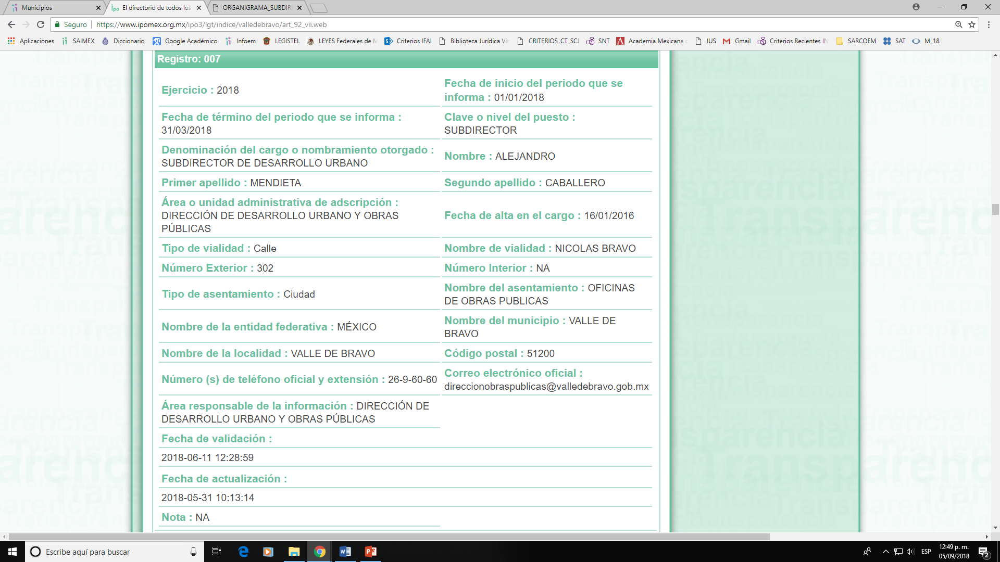 Municipios
El directorio de todos los
ORGANIGRAMA_SUBDIR
Seguro
https://www.ipomex.org.mx/ipo3/lgt/indice/valledebravo/art_92_vii.web
Aplicaciones
SAIMEX
Diccionario
Google Académico
Infoem
LEGISTEL
LEYES Federales de M
Criterios IFAI
Biblioteca Jurídica Vir
CRITERIOS_CT_SCJ
SNT
Academia Mexicana
IUS
Gmail
Criterios Recientes IN
SARCOEM
SAT
M_18
Registro: 007
Ejercicio : 2018
Fecha de inicio del periodo que se
informa : 01/01/2018
Fecha de término del periodo que se informa :
31/03/2018
Clave o nivel del puesto :
SUBDIRECTOR
Denominación del cargo o nombramiento otorgado :
SUBDIRECTOR DE DESARROLLO URBANO
Nombre : ALEJANDRO
Primer apellido : MENDIETA
Segundo apellido : CABALLERO
Área o unidad administrativa de adscripción :
DIRECCIÓN DE DESARROLLO URBANO Y OBRAS
PÚBLICAS
Fecha de alta en el cargo : 16/01/2016
Tipo de vialidad : Calle
Nombre de vialidad : NICOLAS BRAVO
Número Exterior : 302
Número Interior : NA
Tipo de asentamiento : Ciudad
Nombre del asentamiento : OFICINAS
DE OBRAS PUBLICAS
Nombre de la entidad federativa : MÉXICO
Nombre del municipio : VALLE DE
BRAVO
Nombre de la localidad : VALLE DE BRAVO
Código postal : 51200
Número (s) de teléfono oficial y extensión : 26-9-60-60
Correo electrónico oficial :
direccionobraspublicas@valledebravo.gob.mx
Área responsable de la información : DIRECCIÓN DE
DESARROLLO URBANO Y OBRAS PÚBLICAS
Fecha de validación :
2018-06-11 12:28:59
Fecha de actualización :
2018-05-31 10:13:14
Nota : NA
Escribe aquí para buscar
ESP
12:49 p. m.
05/09/2018
2